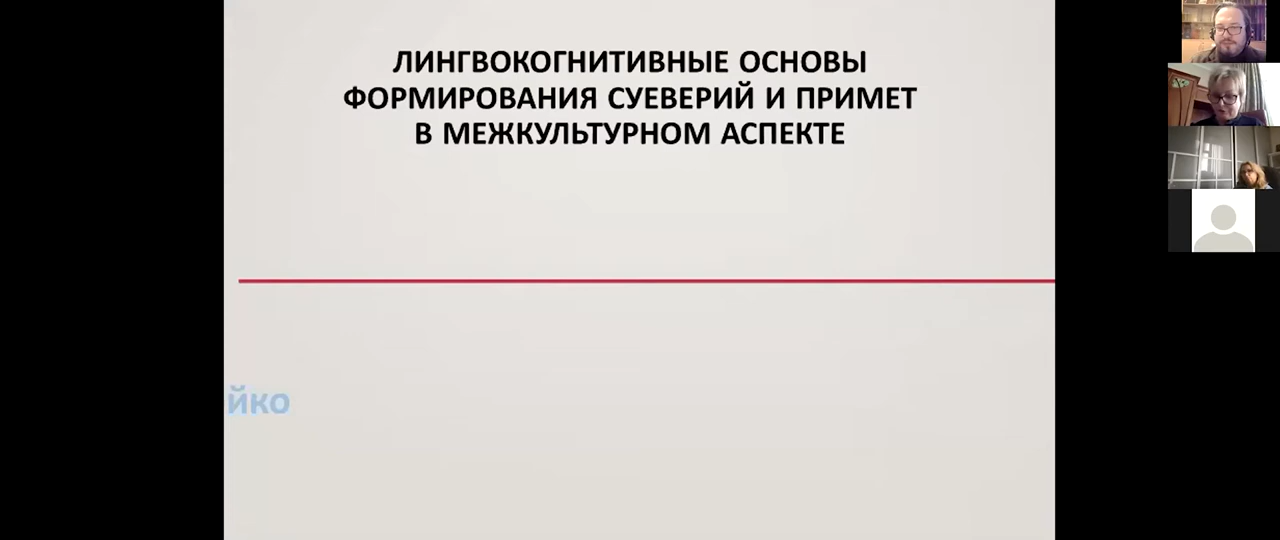 ЛИНГВОКОГНИТИВНЫЕ ОСНОВЫ
ФОРМИРОВАНИЯ СУЕВЕРИЙ И ПРИМЕТ
В МЕЖКУЛЬТУРНОМ АСПЕКТЕ
йко